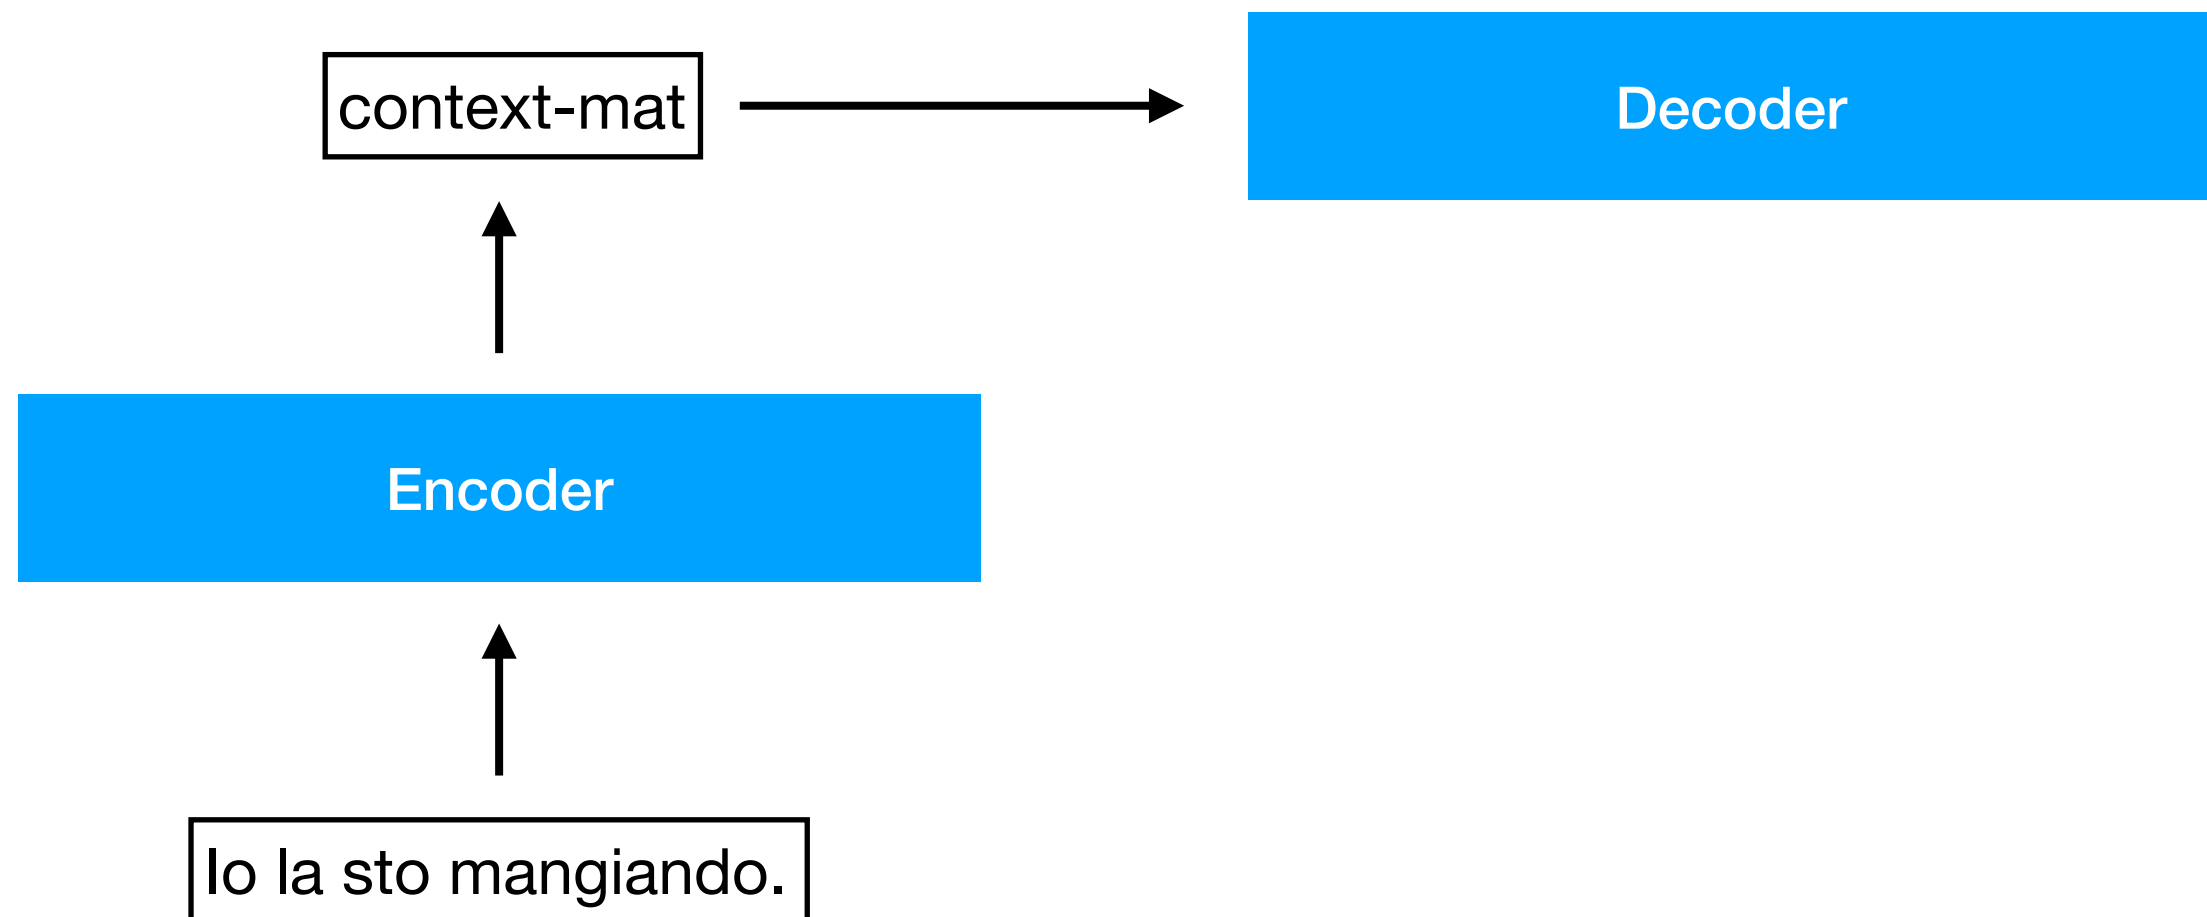 context-mat
Decoder
Encoder
Io la sto mangiando.